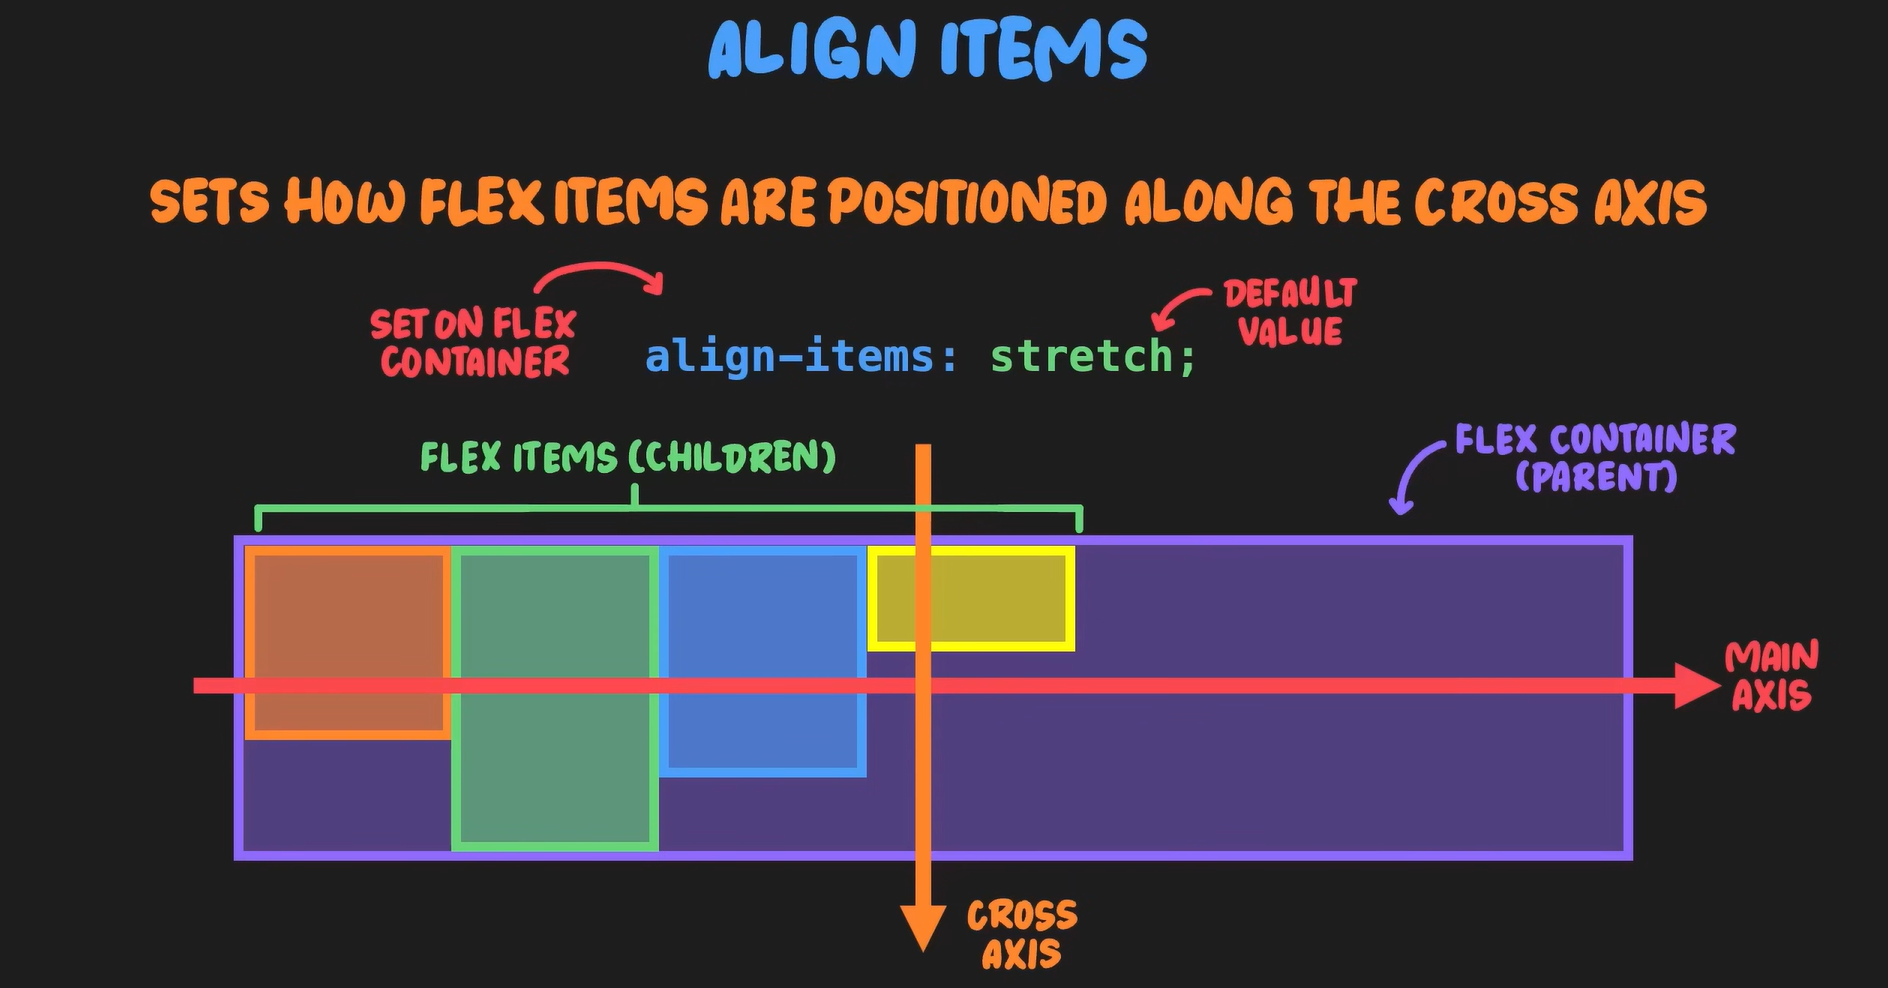 ALIGN ITEMS
SETS HOW FLEX ITEMS ARE POSITIONED ALONG THE CROSS AXIS
SET ON FLEX
CONTAINER
align-items: stretch;
DEFAULT
VALUE
FLEX ITEMS (CHILDREN)
FLEX CONTAINER
(PARENT)
MAIN
AXIS
CROSS
AXIS